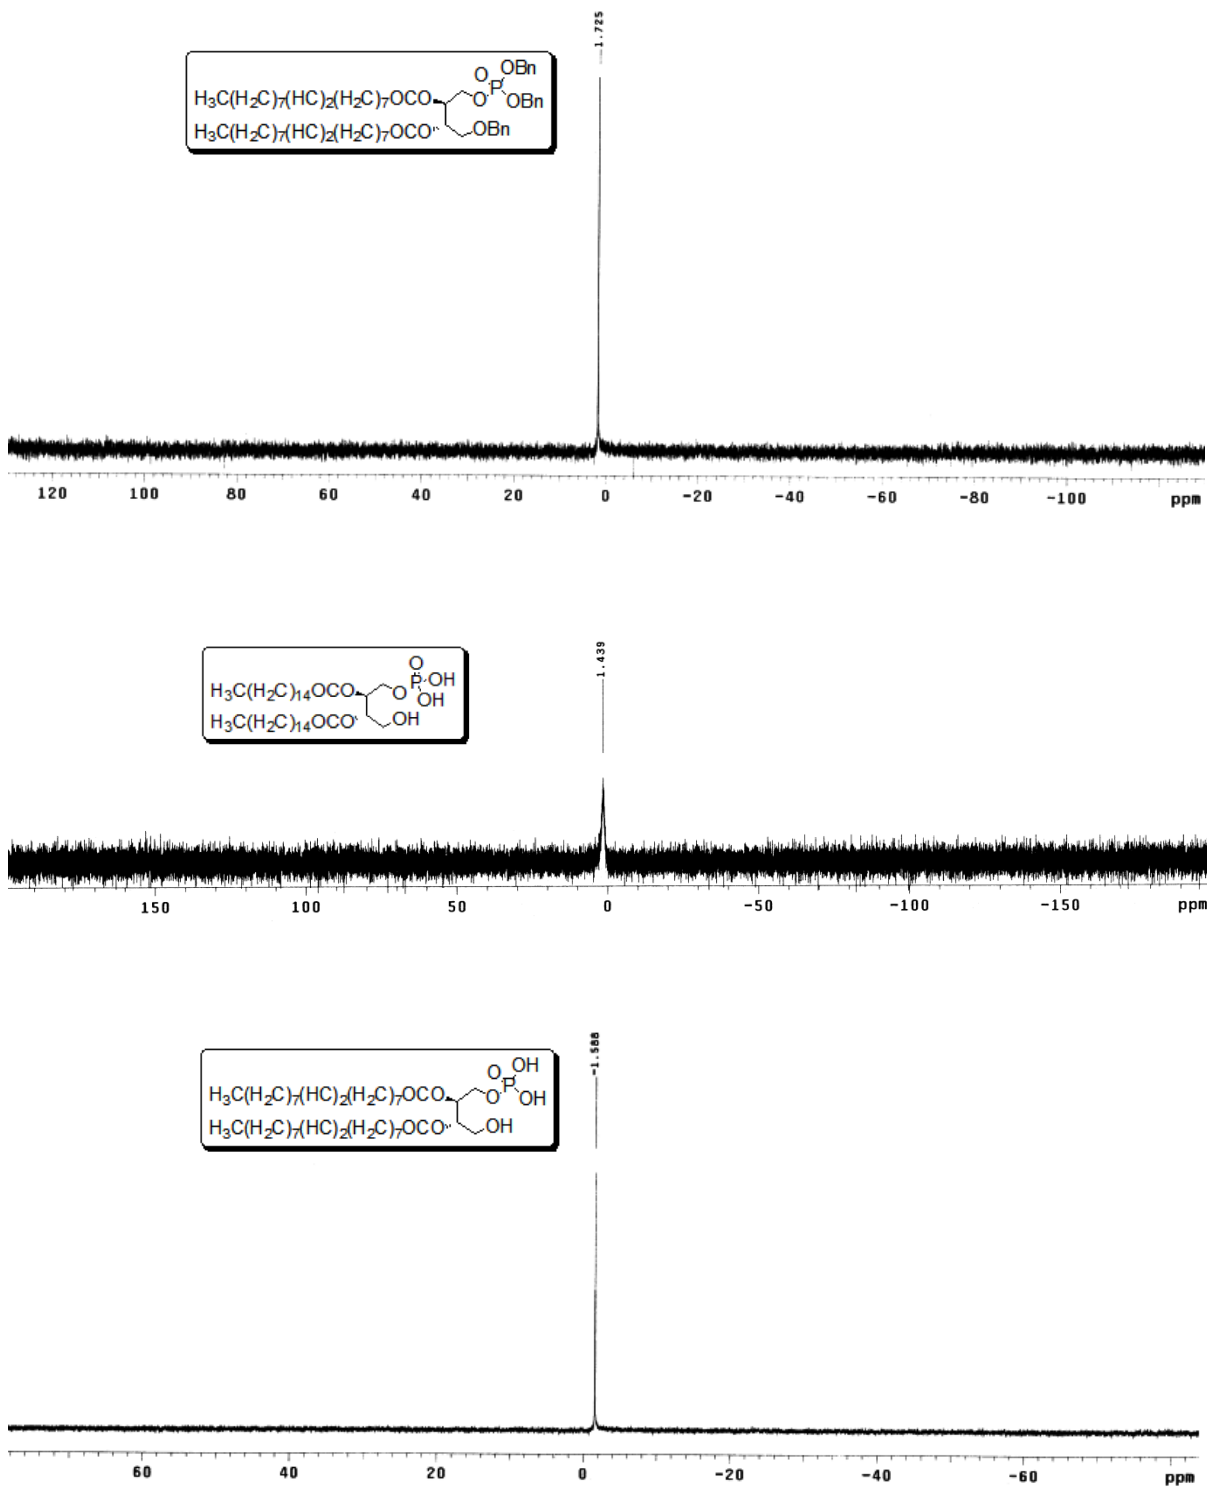 1.725
O OBn
P
H₃C(H₂C)₇(HC)₂(H₂C)₇OCO O OBn
H₃C(H₂C)₇(HC)₂(H₂C)₇OCO OBn
120 100 80 60 40 20 0 -20 -40 -60 -80 -100 ppm
1.439
O
P OH
H₃C(H₂C)₁₄OCO O OH
H₃C(H₂C)₁₄OCO OH
150 100 50 0 -50 -100 -150 ppm
-1.588
O OH
P
H₃C(H₂C)₇(HC)₂(H₂C)₇OCO O OH
H₃C(H₂C)₇(HC)₂(H₂C)₇OCO OH
60 40 20 0 -20 -40 -60 ppm